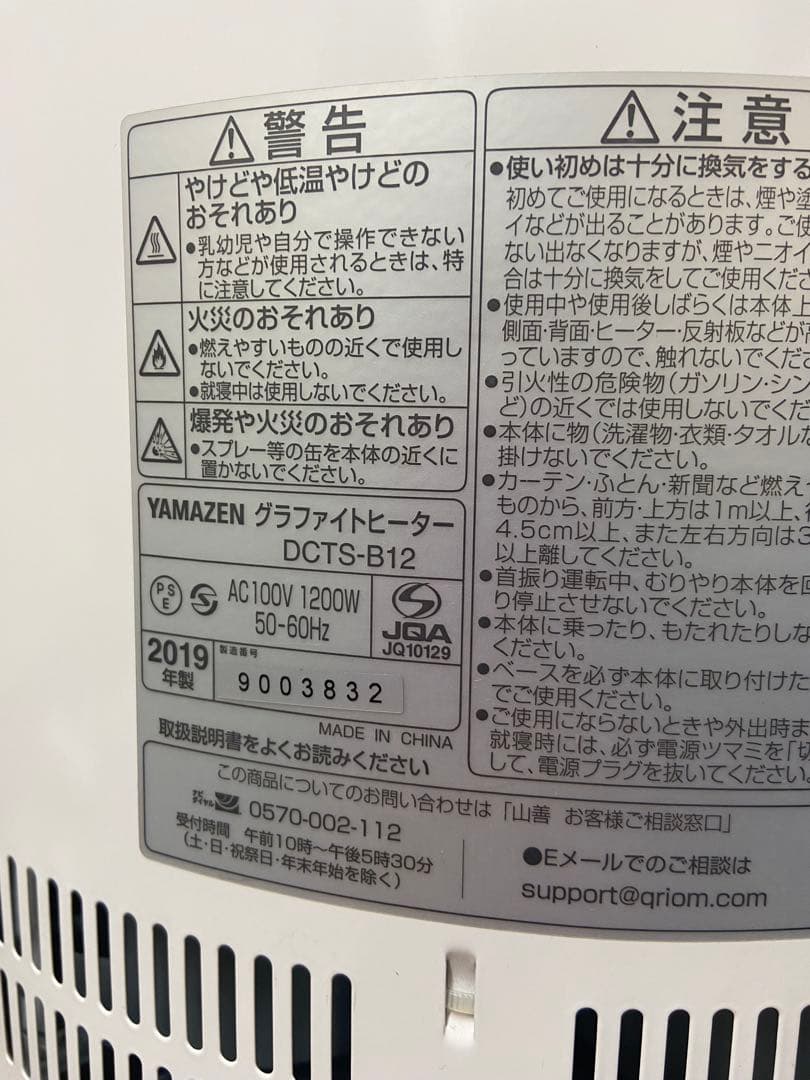 警告
やけどや低温やけどの
おそれあり
●乳幼児や自分で操作できない
方などが使用されるときは、特
に注意してください。
火災のおそれあり
●燃えやすいものの近くで使用し
ないでください。
●就寝中は使用しないでください。
爆発や火災のおそれあり
●スプレー等の缶を本体の近くに
置かないでください。
YAMAZEN グラファイトヒーター
DCTS-B12
PS
E
AC100V 1200W
50-60Hz
JQA
JQ10129
2019
年製
製造番号
9003832
MADE IN CHINA
取扱説明書をよくお読みください
注意
●使い初めは十分に換気をする
初めてご使用になるときは、煙や塗
イなどが出ることがあります。ご使
ない出なくなりますが、煙やニオイ
合は十分に換気をしてご使用くださ
●使用中や使用後しばらくは本体上
側面・背面・ヒーター・反射板などが高
っていますので、触れないでくださ
●引火性の危険物(ガソリン・シン
ど)の近くでは使用しないでくだ
●本体に物(洗濯物・衣類・タオルな
掛けないでください。
●カーテン・ふとん・新聞など燃え
ものから、前方・上方は1m以上、後
4.5cm以上、また左右方向は3
以上離してください。
●首振り運転中、むりやり本体を回
り停止させないでください。
●本体に乗ったり、もたれたりしな
ください。
●ベースを必ず本体に取り付けた
でご使用ください。
●ご使用にならないときや外出時ま
就寝時には、必ず電源ツマミを「切
して、電源プラグを抜いてください。
この商品についてのお問い合わせは「山善 お客様ご相談窓口」
ナビダイヤル 0570-002-112
受付時間 午前10時～午後5時30分
(土・日・祝祭日・年末年始を除く)
●Eメールでのご相談は
support@qriom.com